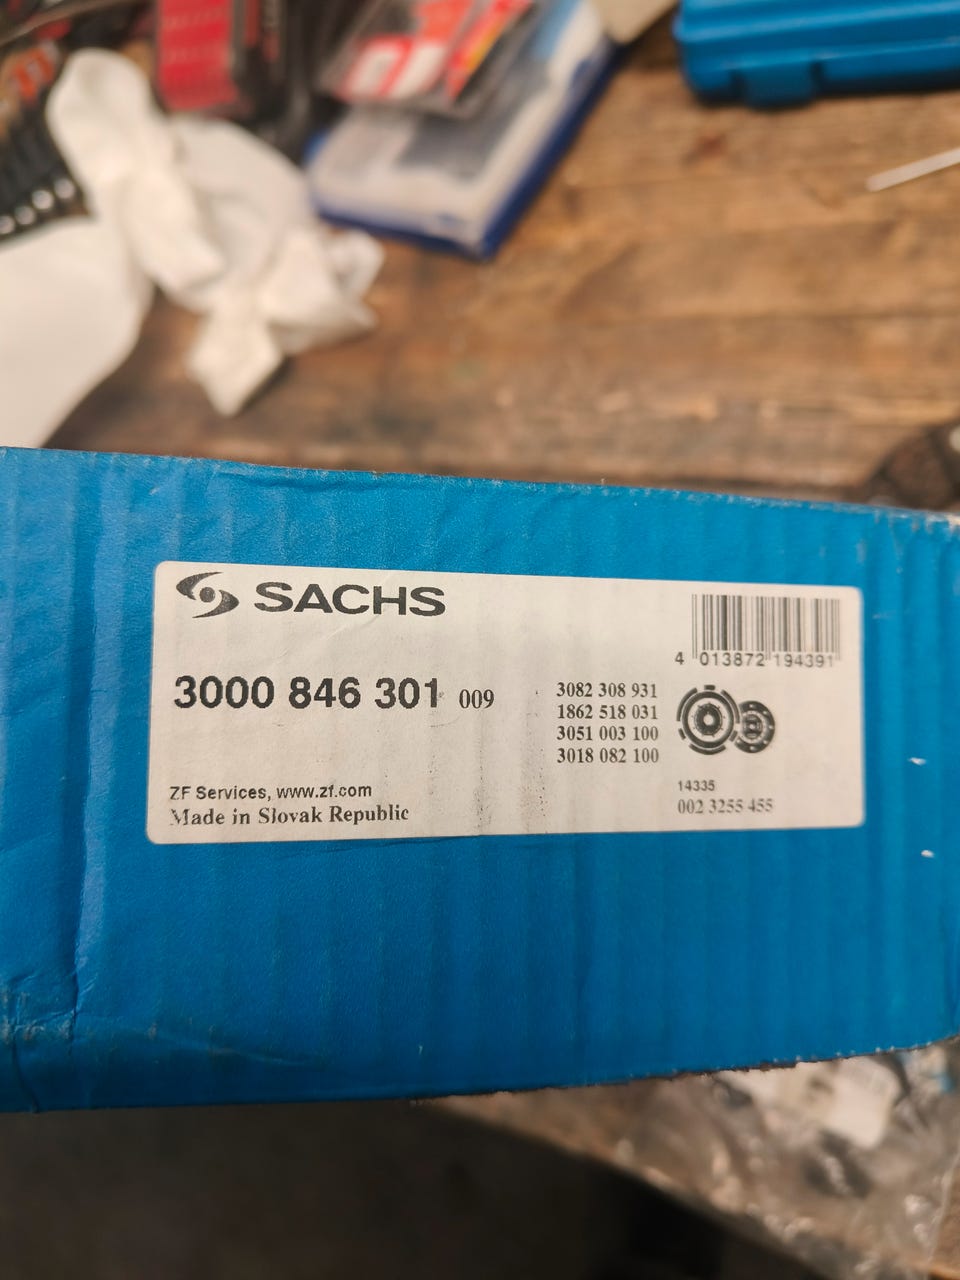 SACHS
4 013872 194391
3000 846 301 009
3082 308 931
1862 518 031
3051 003 100
3018 082 100
14335
002 3255 455
ZF Services, www.zf.com
Made in Slovak Republic